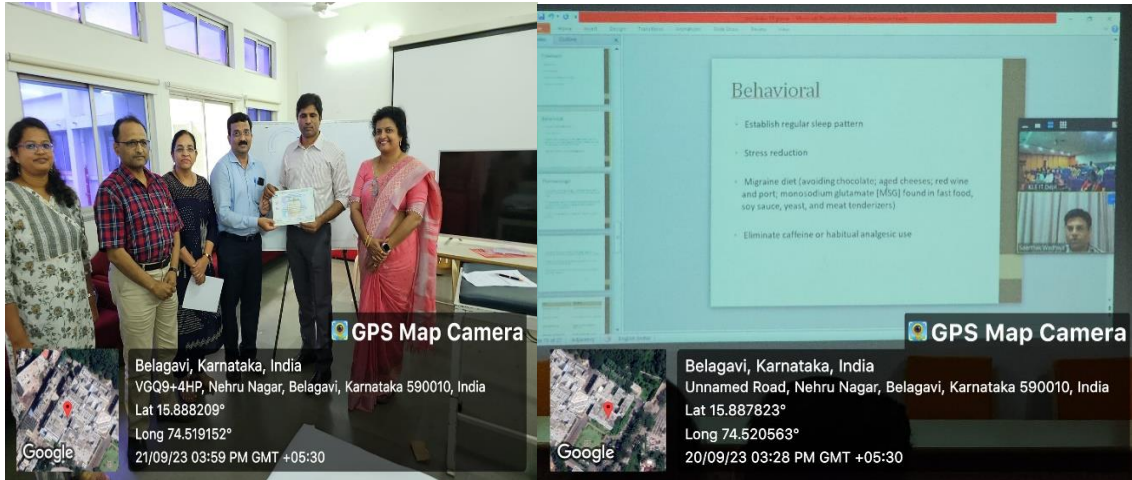 GPS Map Camera
Belagavi, Karnataka, India
VGQ9+4HP, Nehru Nagar, Belagavi, Karnataka 590010, India
Lat 15.888209°
Long 74.519152°
21/09/23 03:59 PM GMT +05:30
Google
Behavioral
• Establish regular sleep pattern
• Stress reduction
• Migraine diet (avoiding chocolate; aged cheeses; red wine
and port; monosodium glutamate [MSG] found in fast food,
soy sauce, yeast, and meat tenderizers)
• Eliminate caffeine or habitual analgesic use
GPS Map Camera
Belagavi, Karnataka, India
Unnamed Road, Nehru Nagar, Belagavi, Karnataka 590010, India
Lat 15.887823°
Long 74.520563°
20/09/23 03:28 PM GMT +05:30
Google